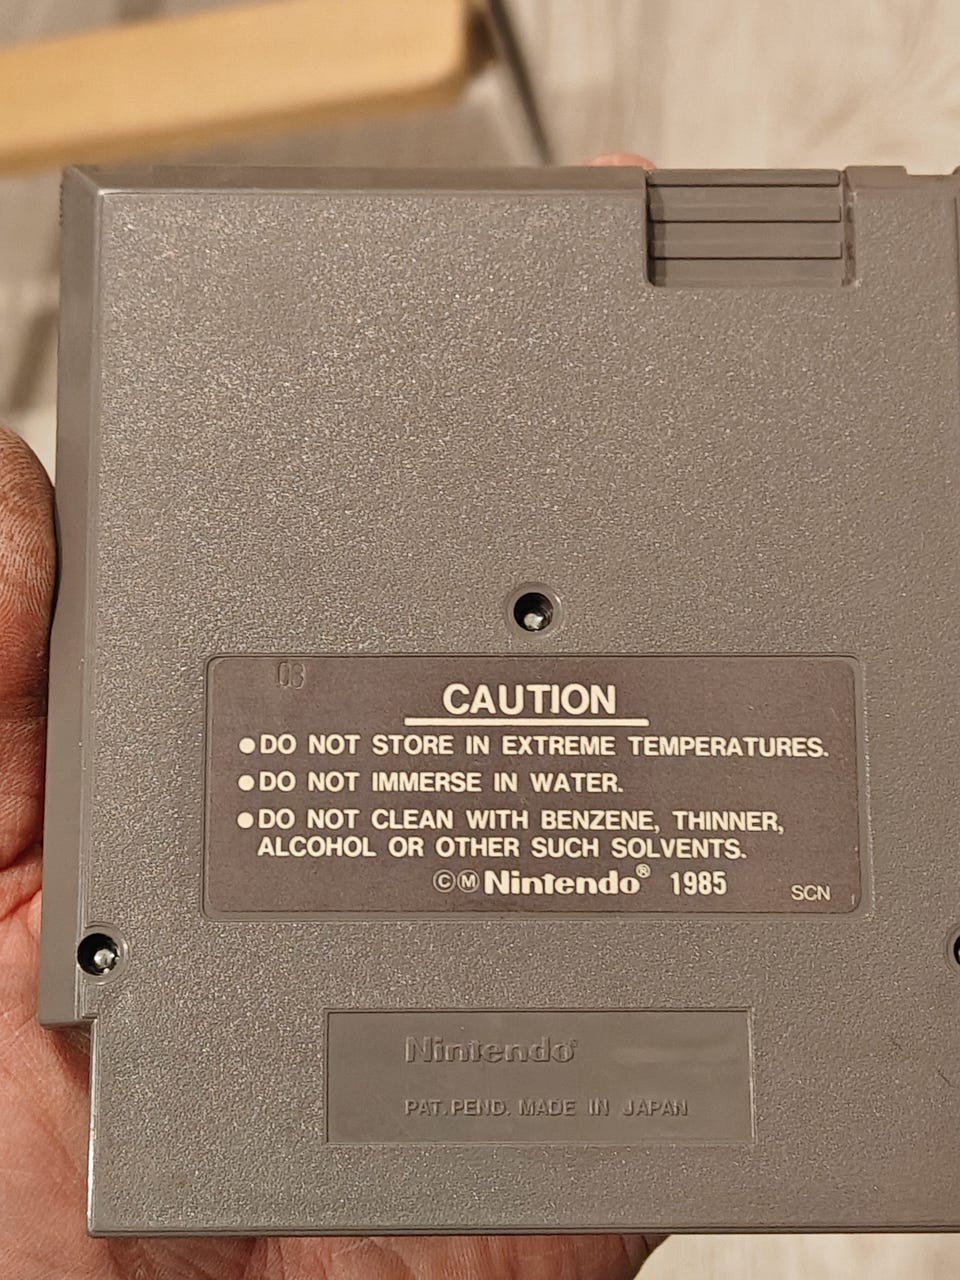 03
CAUTION
●DO NOT STORE IN EXTREME TEMPERATURES.
●DO NOT IMMERSE IN WATER.
●DO NOT CLEAN WITH BENZENE, THINNER,
ALCOHOL OR OTHER SUCH SOLVENTS.
©Ⓜ Nintendo® 1985
SCN
Nintendo®
PAT. PEND. MADE IN JAPAN